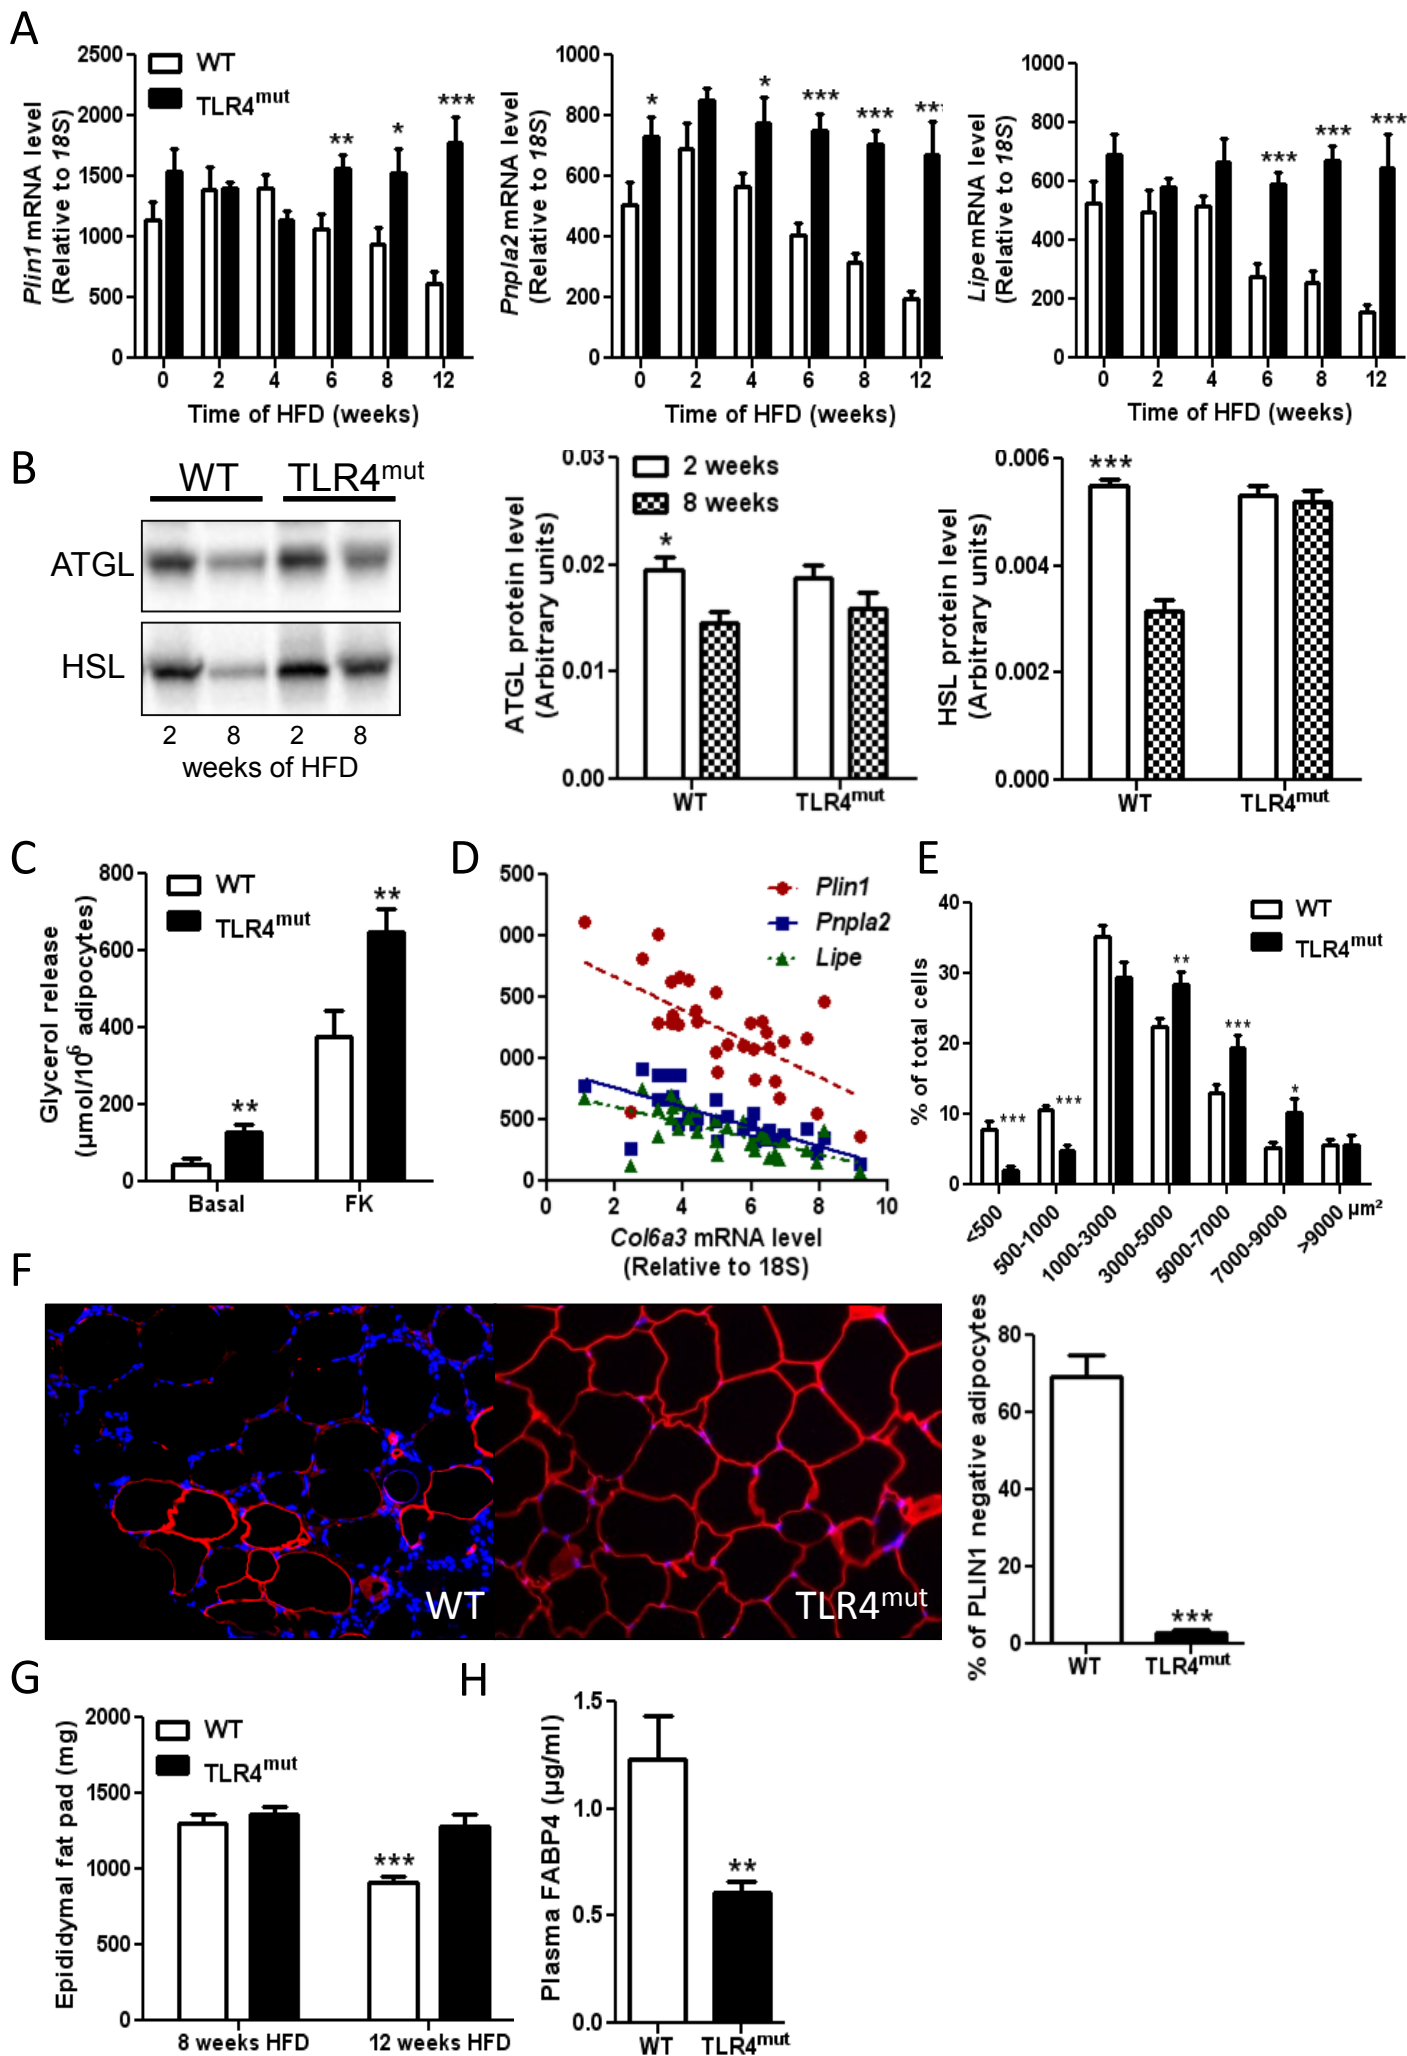 A
Plin1 mRNA level
(Relative to 18S)
2500
2000
1500
1000
500
0
WT
TLR4mut
**
*
***
0 2 4 6 8 12
Time of HFD (weeks)
Pnpla2 mRNA level
(Relative to 18S)
1000
800
600
400
200
0
*
*
***
***
***
0 2 4 6 8 12
Time of HFD (weeks)
Lipe mRNA level
(Relative to 18S)
1000
800
600
400
200
0
***
***
***
0 2 4 6 8 12
Time of HFD (weeks)
B
WT TLR4mut
ATGL
HSL
2 8 2 8
weeks of HFD
ATGL protein level
(Arbitrary units)
0.03
0.02
0.01
0.00
2 weeks
8 weeks
*
WT TLR4mut
HSL protein level
(Arbitrary units)
0.006
0.004
0.002
0.000
***
WT TLR4mut
C
Glycerol release
(µmol/10⁶ adipocytes)
800
600
400
200
0
WT
TLR4mut
**
**
Basal FK
D
500
000
500
000
500
0
Plin1
Pnpla2
Lipe
0 2 4 6 8 10
Col6a3 mRNA level
(Relative to 18S)
E
% of total cells
40
30
20
10
0
WT
TLR4mut
***
***
**
***
*
<500 500-1000 1000-3000 3000-5000 5000-7000 7000-9000 >9000 µm²
F
WT
TLR4mut
% of PLIN1 negative adipocytes
80
60
40
20
0
***
WT TLR4mut
G
Epididymal fat pad (mg)
2000
1500
1000
500
0
WT
TLR4mut
***
8 weeks HFD 12 weeks HFD
H
Plasma FABP4 (µg/ml)
1.5
1.0
0.5
0.0
**
WT TLR4mut